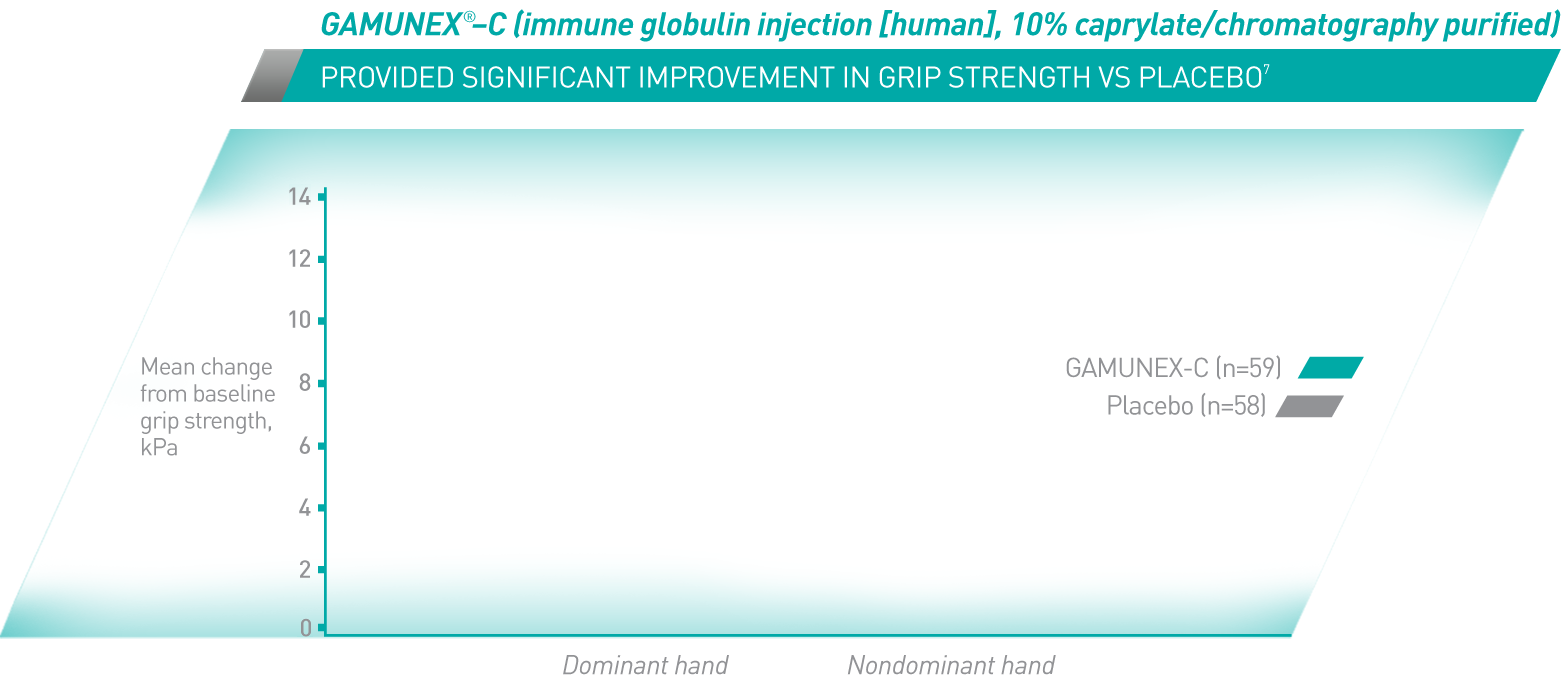 GAMUNEX®–C (immune globulin injection [human], 10% caprylate/chromatography purified)
PROVIDED SIGNIFICANT IMPROVEMENT IN GRIP STRENGTH VS PLACEBO⁷
14
12
10
8
6
4
2
0
Mean change
from baseline
grip strength,
kPa
GAMUNEX-C (n=59)
Placebo (n=58)
Dominant hand
Nondominant hand